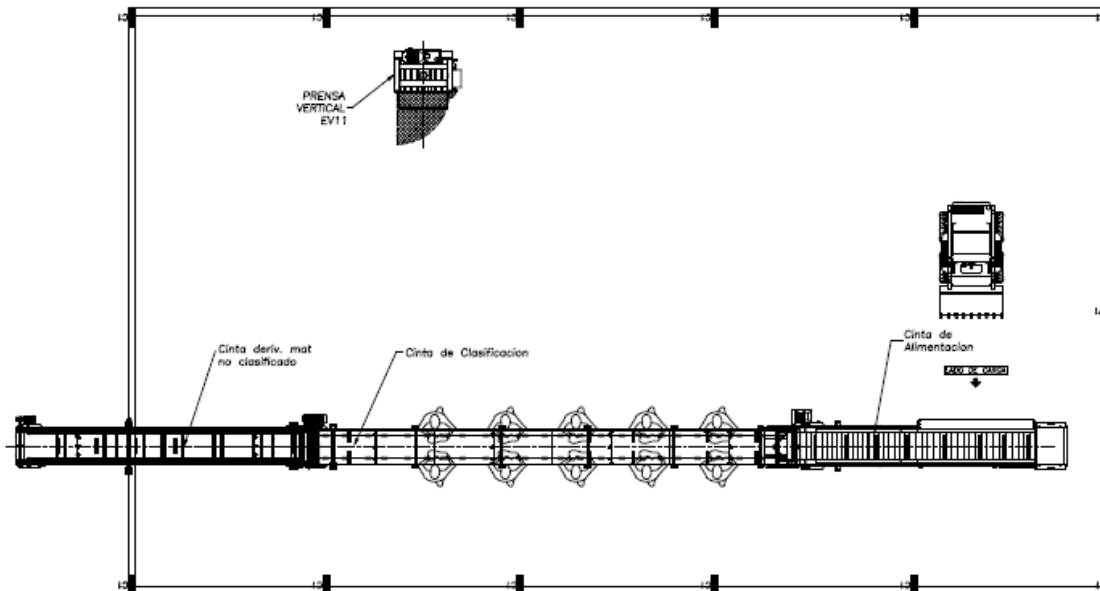 PRENSA
VERTICAL
EV11
Cinta deriv. mat
no clasificado
Cinta de Clasificacion
Cinta de
Alimentacion
LADO DE CARGA